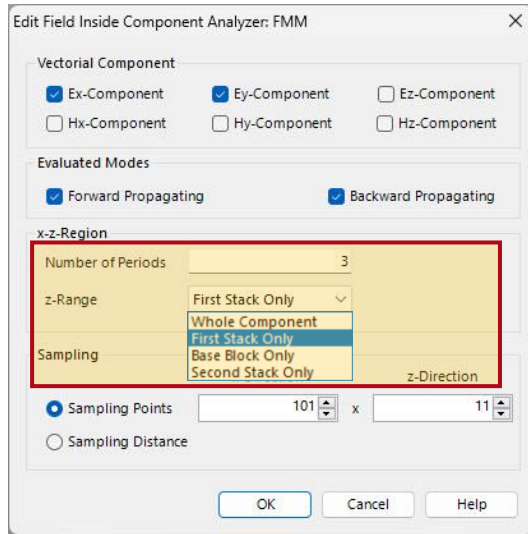 Edit Field Inside Component Analyzer: FMM
Vectorial Component
Ex-Component Ey-Component Ez-Component
Hx-Component Hy-Component Hz-Component
Evaluated Modes
Forward Propagating Backward Propagating
x-z-Region
Number of Periods 3
z-Range First Stack Only
Whole Component
First Stack Only
Base Block Only
Second Stack Only
Sampling
z-Direction
Sampling Points 101 x 11
Sampling Distance
OK Cancel Help